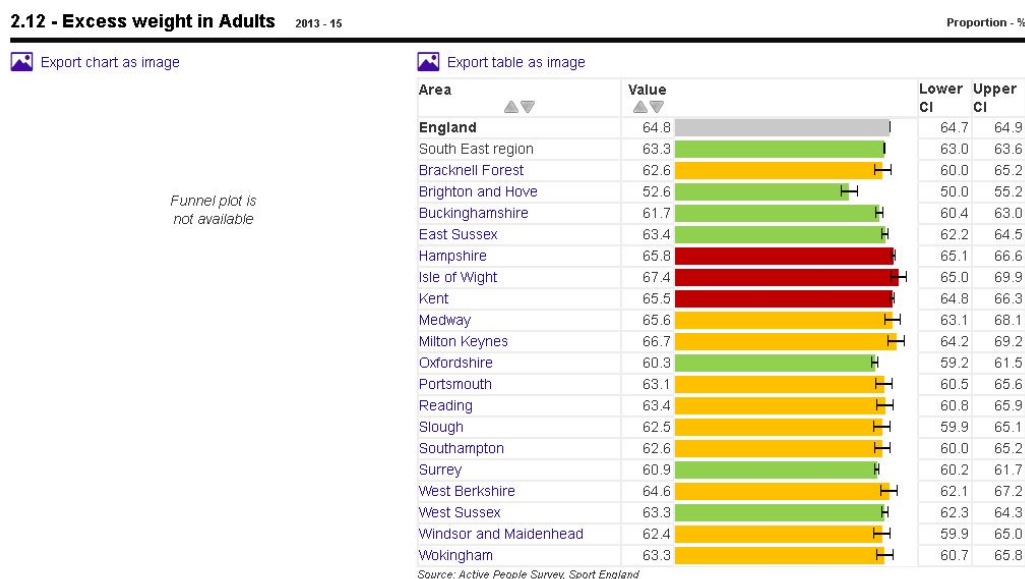 2.12 - Excess weight in Adults 2013 - 15 Proportion - %
Export chart as image Export table as image
Funnel plot is
not available
Area Value Lower CI Upper CI
England 64.8 64.7 64.9
South East region 63.3 63.0 63.6
Bracknell Forest 62.6 60.0 65.2
Brighton and Hove 52.6 50.0 55.2
Buckinghamshire 61.7 60.4 63.0
East Sussex 63.4 62.2 64.5
Hampshire 65.8 65.1 66.6
Isle of Wight 67.4 65.0 69.9
Kent 65.5 64.8 66.3
Medway 65.6 63.1 68.1
Milton Keynes 66.7 64.2 69.2
Oxfordshire 60.3 59.2 61.5
Portsmouth 63.1 60.5 65.6
Reading 63.4 60.8 65.9
Slough 62.5 59.9 65.1
Southampton 62.6 60.0 65.2
Surrey 60.9 60.2 61.7
West Berkshire 64.6 62.1 67.2
West Sussex 63.3 62.3 64.3
Windsor and Maidenhead 62.4 59.9 65.0
Wokingham 63.3 60.7 65.8
Source: Active People Survey, Sport England